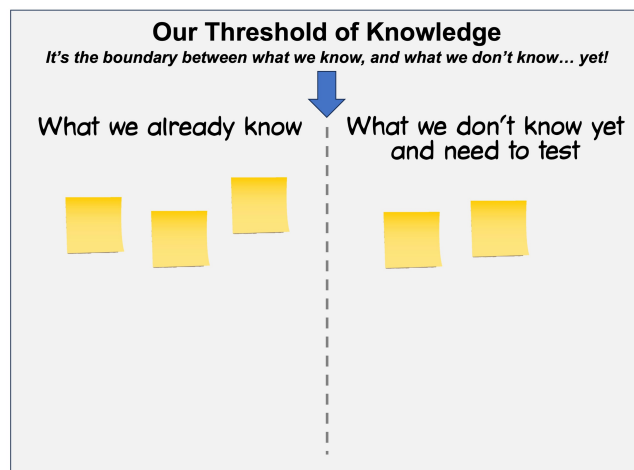 Our Threshold of Knowledge
It's the boundary between what we know, and what we don't know… yet!
What we already know
What we don't know yet
and need to test